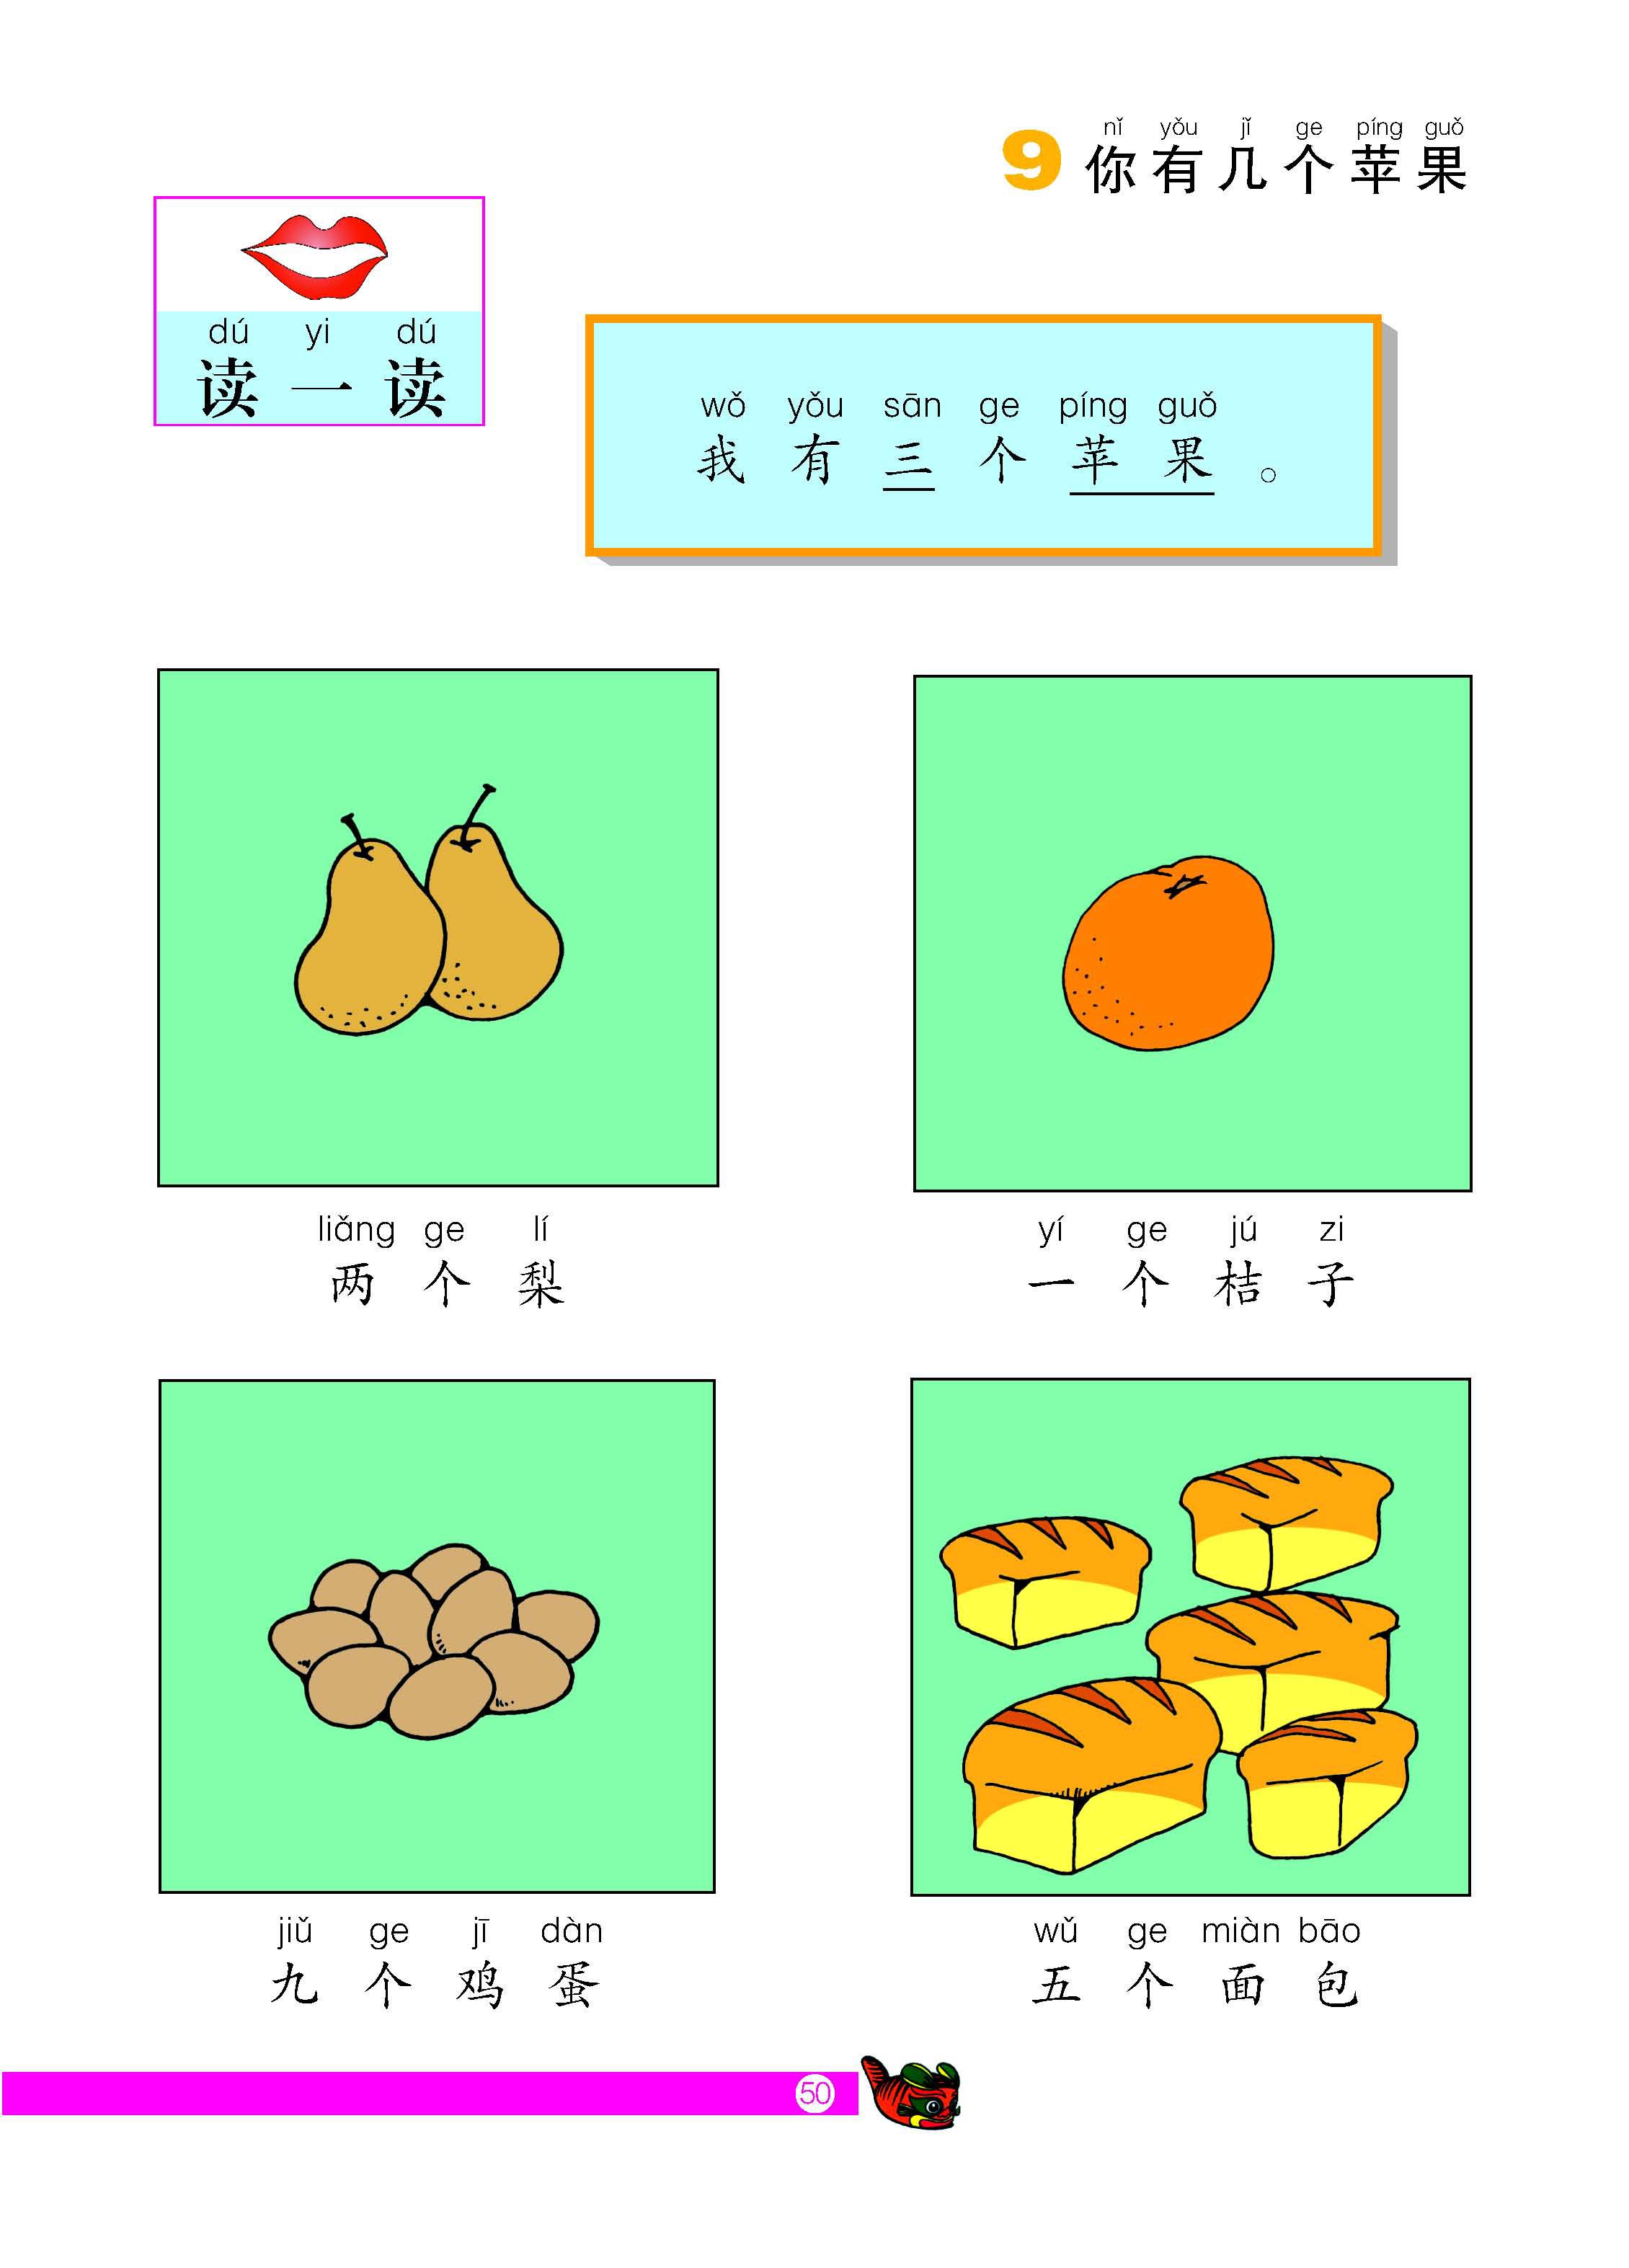 nǐ yǒu jǐ ge píng guǒ
9 你有几个苹果
dú yi dú
读一读
wǒ yǒu sān ge píng guǒ
我有三个苹果。
liǎng ge lí
两个梨
yí ge jú zi
一个桔子
jiǔ ge jī dàn
九个鸡蛋
wǔ ge miàn bāo
五个面包
50